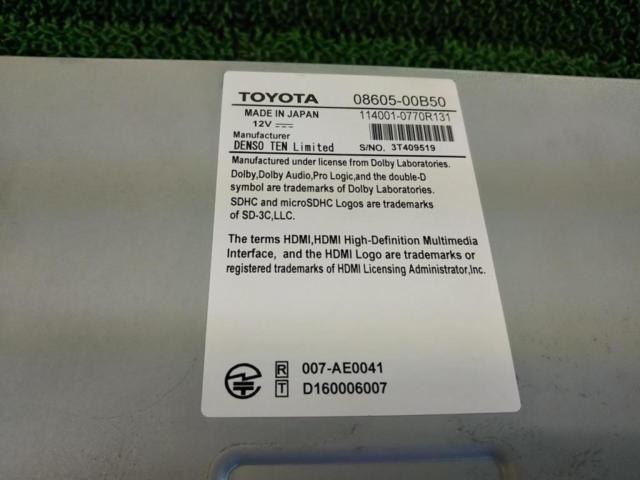 TOYOTA 08605-00B50
MADE IN JAPAN 114001-0770R131
12V
Manufacturer
DENSO TEN Limited S/NO. 3T409519
Manufactured under license from Dolby Laboratories.
Dolby,Dolby Audio,Pro Logic,and the double-D
symbol are trademarks of Dolby Laboratories.
SDHC and microSDHC Logos are trademarks
of SD-3C,LLC.
The terms HDMI,HDMI High-Definition Multimedia
Interface, and the HDMI Logo are trademarks or
registered trademarks of HDMI Licensing Administrator,Inc.
R 007-AE0041
T D160006007